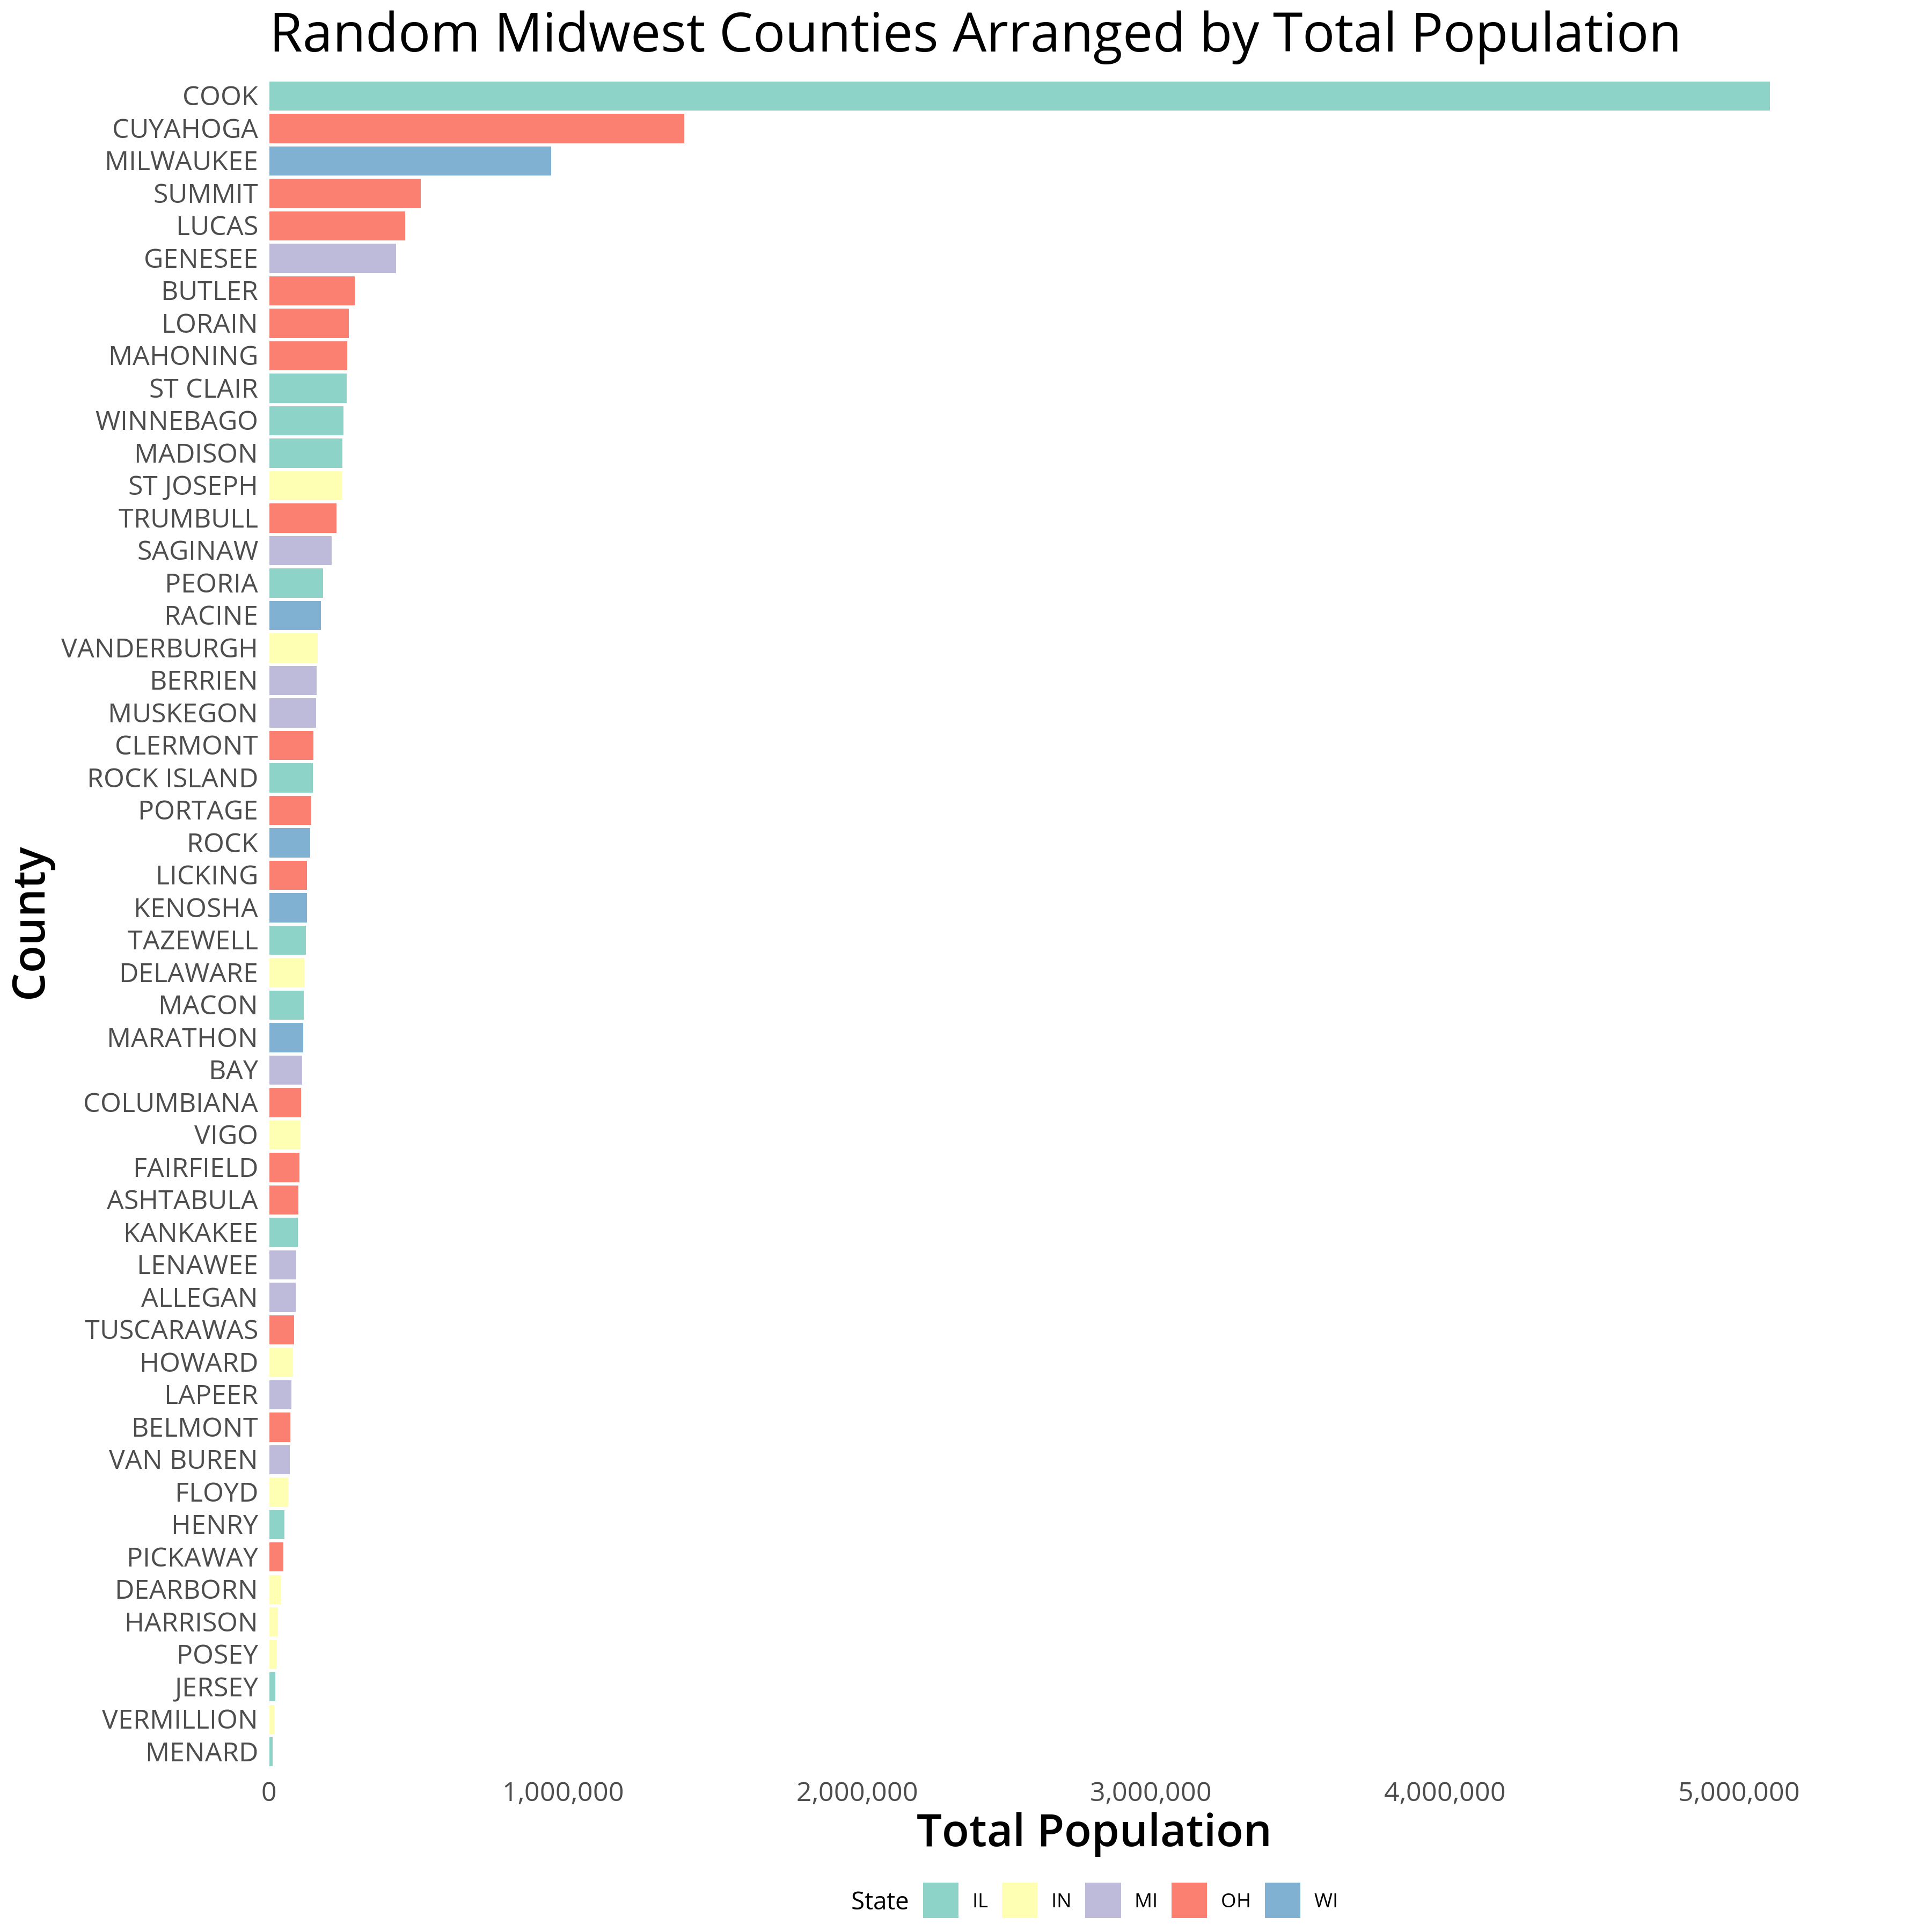 Random Midwest Counties Arranged by Total Population
COOK
CUYAHOGA
MILWAUKEE
SUMMIT
LUCAS
GENESEE
BUTLER
LORAIN
MAHONING
ST CLAIR
WINNEBAGO
MADISON
ST JOSEPH
TRUMBULL
SAGINAW
PEORIA
RACINE
VANDERBURGH
BERRIEN
MUSKEGON
CLERMONT
ROCK ISLAND
PORTAGE
ROCK
LICKING
KENOSHA
TAZEWELL
DELAWARE
MACON
MARATHON
BAY
COLUMBIANA
VIGO
FAIRFIELD
ASHTABULA
KANKAKEE
LENAWEE
ALLEGAN
TUSCARAWAS
HOWARD
LAPEER
BELMONT
VAN BUREN
FLOYD
HENRY
PICKAWAY
DEARBORN
HARRISON
POSEY
JERSEY
VERMILLION
MENARD
County
0 1,000,000 2,000,000 3,000,000 4,000,000 5,000,000
Total Population
State IL IN MI OH WI